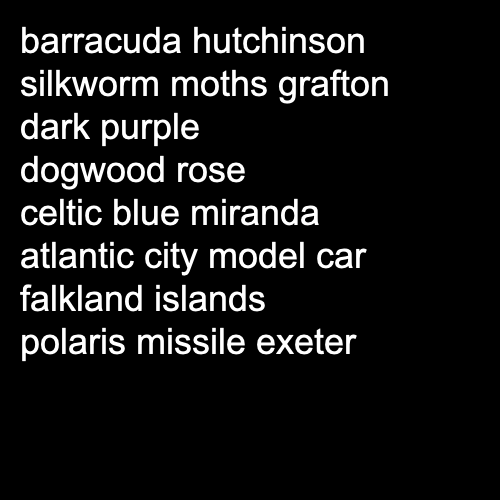 barracuda hutchinson
silkworm moths grafton
dark purple
dogwood rose
celtic blue miranda
atlantic city model car
falkland islands
polaris missile exeter